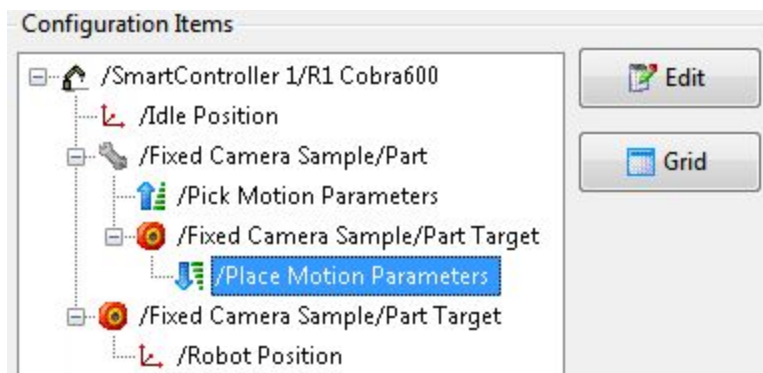 Configuration Items
/SmartController 1/R1 Cobra600
Edit
/Idle Position
/Fixed Camera Sample/Part
Grid
/Pick Motion Parameters
/Fixed Camera Sample/Part Target
/Place Motion Parameters
/Fixed Camera Sample/Part Target
/Robot Position